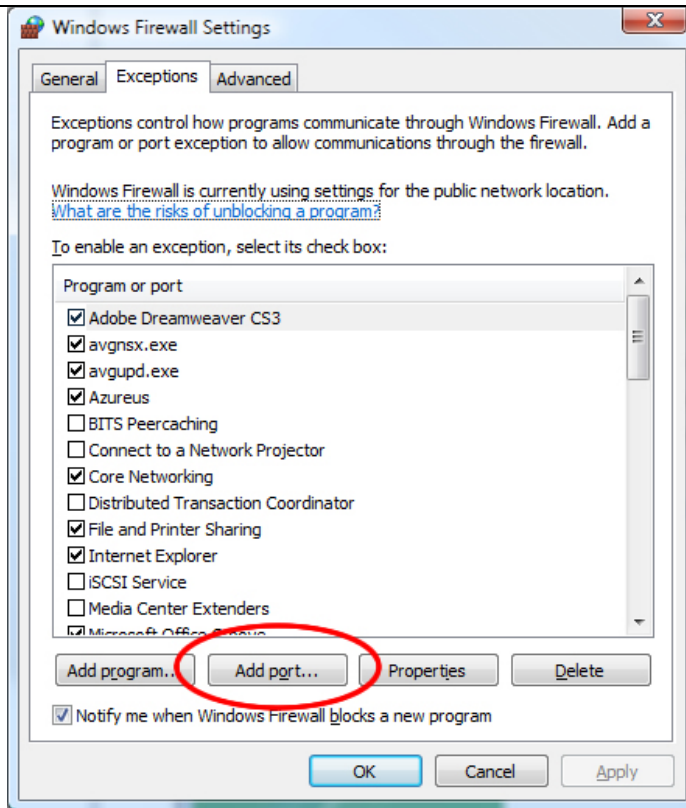 Windows Firewall Settings
General Exceptions Advanced
Exceptions control how programs communicate through Windows Firewall. Add a
program or port exception to allow communications through the firewall.
Windows Firewall is currently using settings for the public network location.
What are the risks of unblocking a program?
To enable an exception, select its check box:
Program or port
Adobe Dreamweaver CS3
avgnsx.exe
avgupd.exe
Azureus
BITS Peercaching
Connect to a Network Projector
Core Networking
Distributed Transaction Coordinator
File and Printer Sharing
Internet Explorer
iSCSI Service
Media Center Extenders
Microsoft Office Groove
Add program... Add port... Properties Delete
Notify me when Windows Firewall blocks a new program
OK Cancel Apply